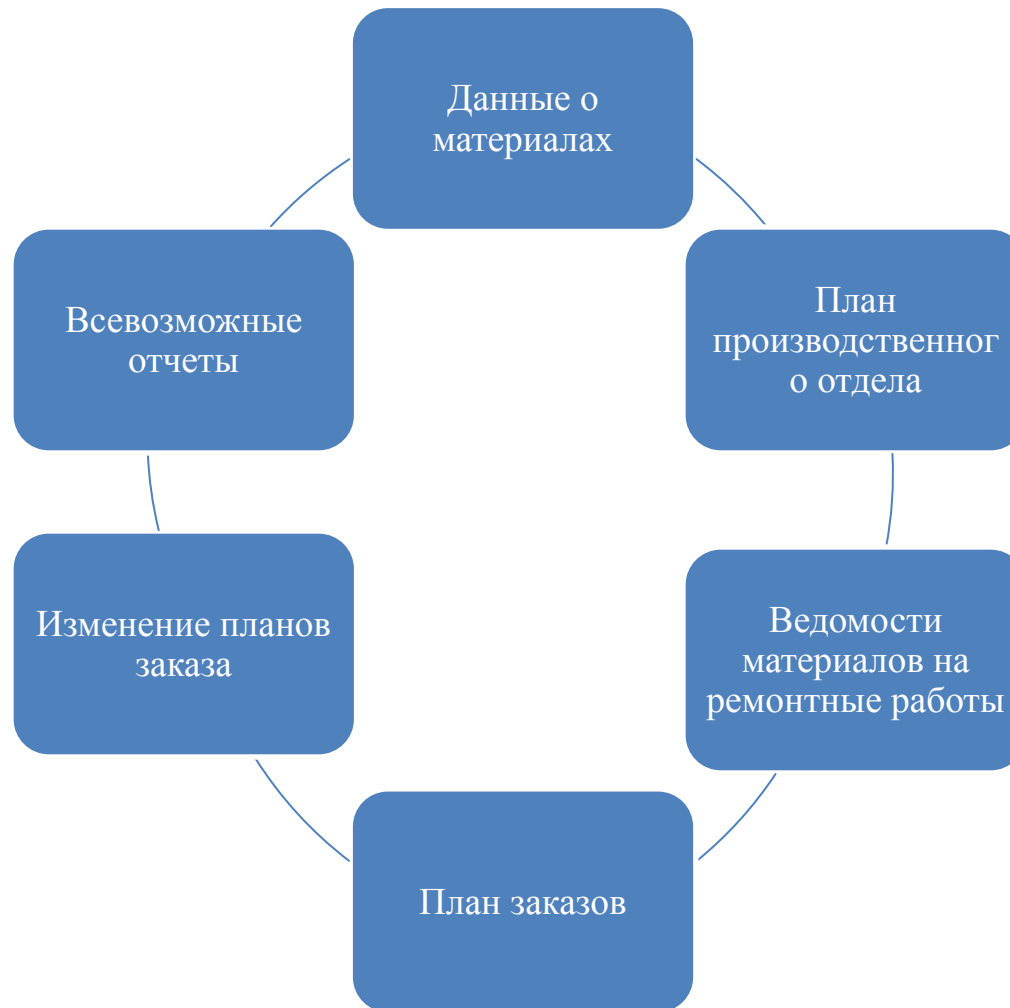 Данные о
материалах
План
производственног
о отдела
Ведомости
материалов на
ремонтные работы
План заказов
Изменение планов
заказа
Всевозможные
отчеты